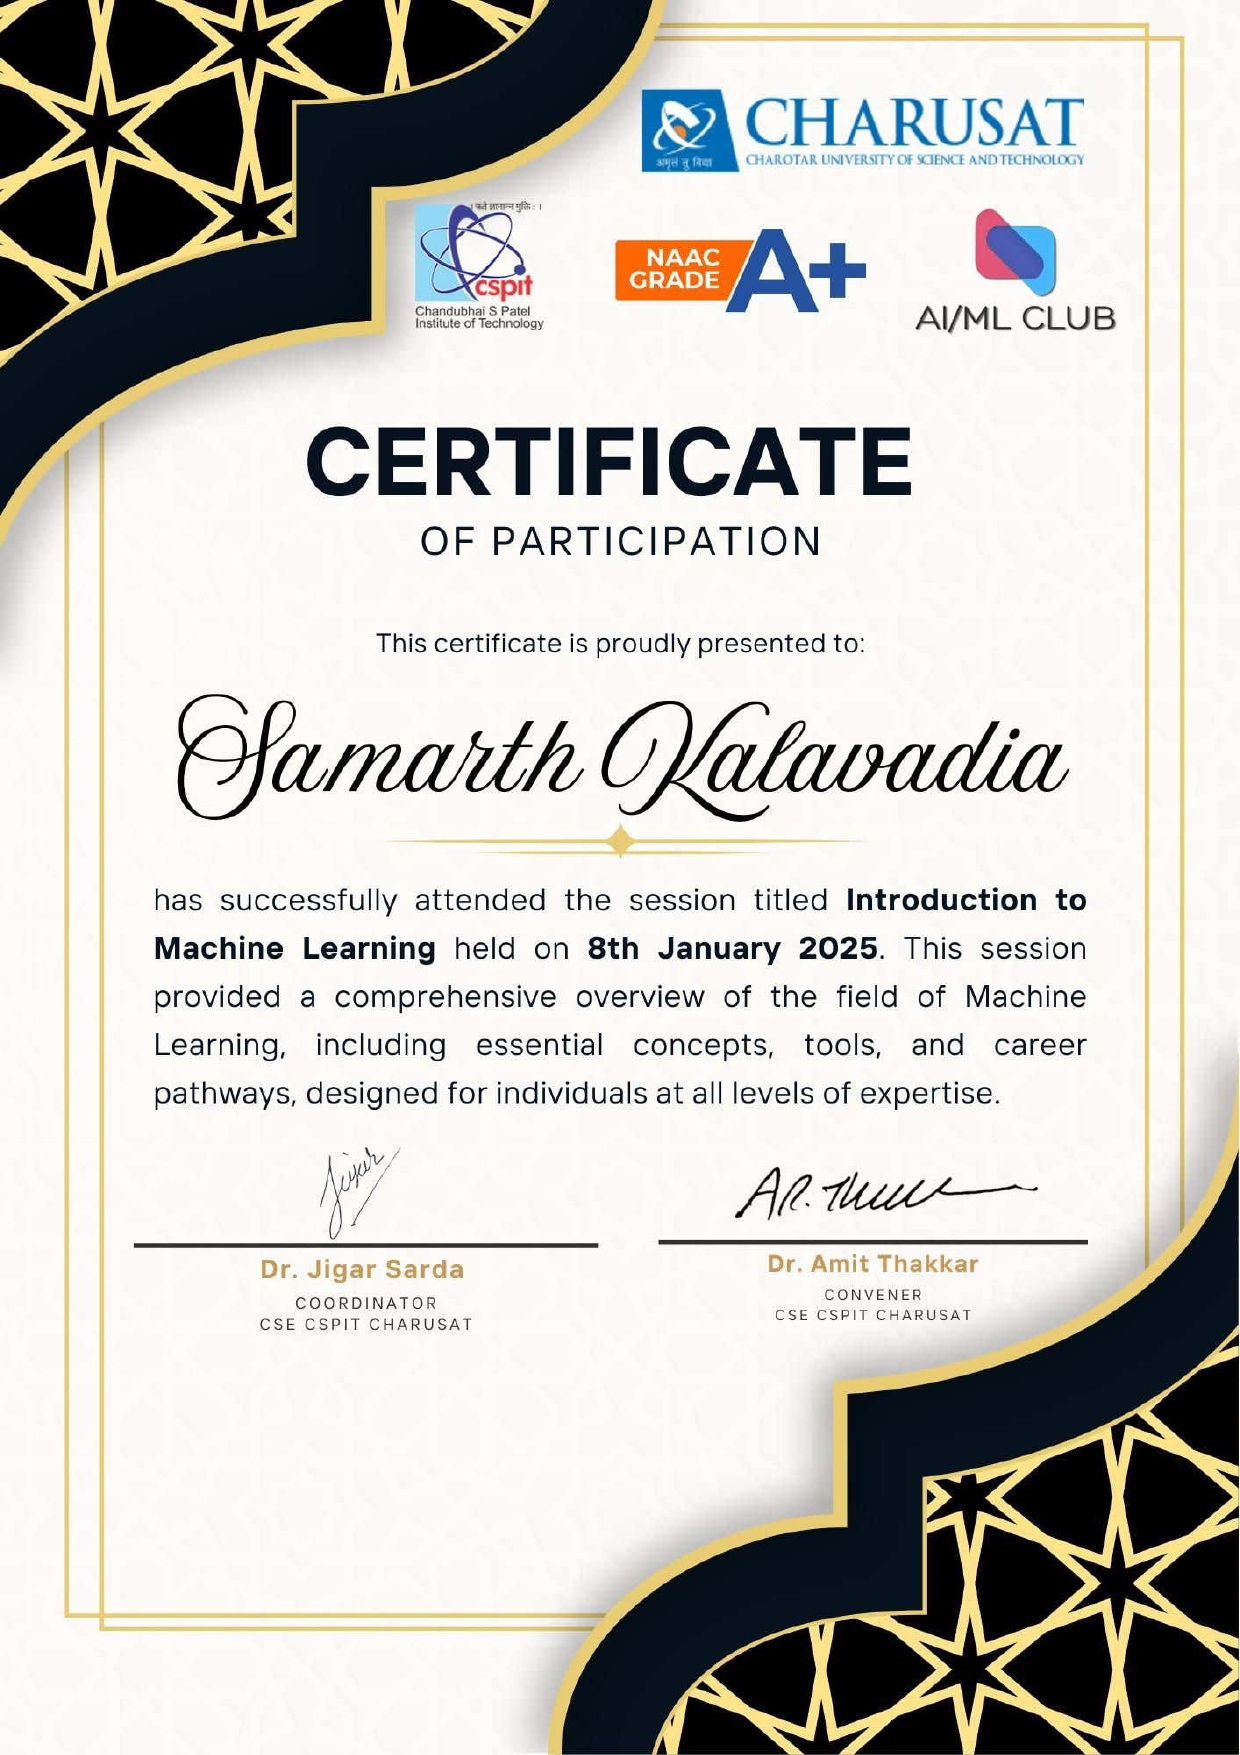 CHARUSAT
CHAROTAR UNIVERSITY OF SCIENCE AND TECHNOLOGY
cspit
Chandubhai S Patel
Institute of Technology
NAAC
GRADE A+
AI/ML CLUB
CERTIFICATE
OF PARTICIPATION
This certificate is proudly presented to:
Samarth Kalavadia
has successfully attended the session titled Introduction to
Machine Learning held on 8th January 2025. This session
provided a comprehensive overview of the field of Machine
Learning, including essential concepts, tools, and career
pathways, designed for individuals at all levels of expertise.
Jigar
Dr. Jigar Sarda
COORDINATOR
CSE CSPIT CHARUSAT
Dr. Amit Thakkar
CONVENER
CSE CSPIT CHARUSAT